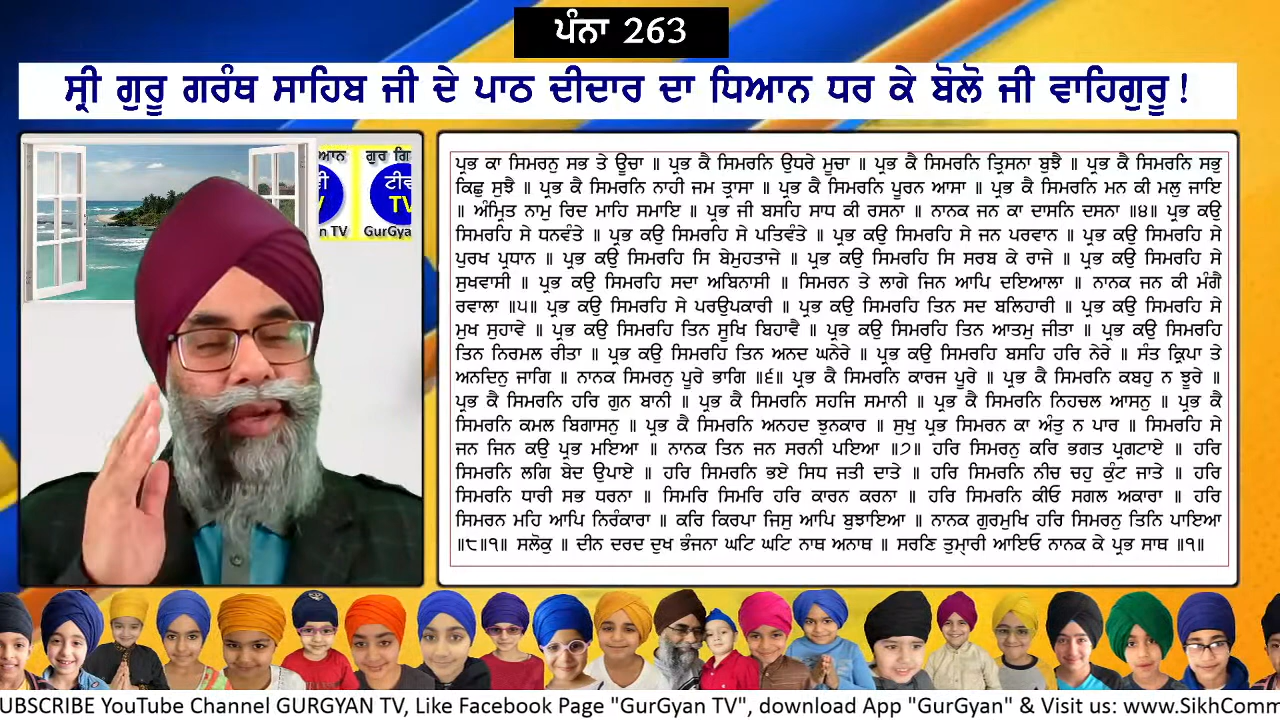 ਪੰਨਾ 263
ਸ੍ਰੀ ਗੁਰੂ ਗਰੰਥ ਸਾਹਿਬ ਜੀ ਦੇ ਪਾਠ ਦੀਦਾਰ ਦਾ ਧਿਆਨ ਧਰ ਕੇ ਬੋਲੋ ਜੀ ਵਾਹਿਗੁਰੂ !
ਗੁਰ ਗਿ
TV
GurGyan TV
ਪ੍ਰਭ ਕਾ ਸਿਮਰਨੁ ਸਭ ਤੇ ਊਚਾ ॥ ਪ੍ਰਭ ਕੈ ਸਿਮਰਨਿ ਉਧਰੇ ਮੂਚਾ ॥ ਪ੍ਰਭ ਕੈ ਸਿਮਰਨਿ ਤ੍ਰਿਸਨਾ ਬੁਝੈ ॥ ਪ੍ਰਭ ਕੈ ਸਿਮਰਨਿ ਸਭੁ
ਕਿਛੁ ਸੁਝੈ ॥ ਪ੍ਰਭ ਕੈ ਸਿਮਰਨਿ ਨਾਹੀ ਜਮ ਤ੍ਰਾਸਾ ॥ ਪ੍ਰਭ ਕੈ ਸਿਮਰਨਿ ਪੂਰਨ ਆਸਾ ॥ ਪ੍ਰਭ ਕੈ ਸਿਮਰਨਿ ਮਨ ਕੀ ਮਲੁ ਜਾਇ
॥ ਅੰਮ੍ਰਿਤ ਨਾਮੁ ਰਿਦ ਮਾਹਿ ਸਮਾਇ ॥ ਪ੍ਰਭ ਜੀ ਬਸਹਿ ਸਾਧ ਕੀ ਰਸਨਾ ॥ ਨਾਨਕ ਜਨ ਕਾ ਦਾਸਨਿ ਦਸਨਾ ॥੪॥ ਪ੍ਰਭ ਕਉ
ਸਿਮਰਹਿ ਸੇ ਧਨਵੰਤੇ ॥ ਪ੍ਰਭ ਕਉ ਸਿਮਰਹਿ ਸੇ ਪਤਿਵੰਤੇ ॥ ਪ੍ਰਭ ਕਉ ਸਿਮਰਹਿ ਸੇ ਜਨ ਪਰਵਾਨ ॥ ਪ੍ਰਭ ਕਉ ਸਿਮਰਹਿ ਸੇ
ਪੁਰਖ ਪ੍ਰਧਾਨ ॥ ਪ੍ਰਭ ਕਉ ਸਿਮਰਹਿ ਸਿ ਬੇਮੁਹਤਾਜੇ ॥ ਪ੍ਰਭ ਕਉ ਸਿਮਰਹਿ ਸਿ ਸਰਬ ਕੇ ਰਾਜੇ ॥ ਪ੍ਰਭ ਕਉ ਸਿਮਰਹਿ ਸੇ
ਸੁਖਵਾਸੀ ॥ ਪ੍ਰਭ ਕਉ ਸਿਮਰਹਿ ਸਦਾ ਅਬਿਨਾਸੀ ॥ ਸਿਮਰਨ ਤੇ ਲਾਗੇ ਜਿਨ ਆਪਿ ਦਇਆਲਾ ॥ ਨਾਨਕ ਜਨ ਕੀ ਮੰਗੈ
ਰਵਾਲਾ ॥੫॥ ਪ੍ਰਭ ਕਉ ਸਿਮਰਹਿ ਸੇ ਪਰਉਪਕਾਰੀ ॥ ਪ੍ਰਭ ਕਉ ਸਿਮਰਹਿ ਤਿਨ ਸਦ ਬਲਿਹਾਰੀ ॥ ਪ੍ਰਭ ਕਉ ਸਿਮਰਹਿ ਸੇ
ਮੁਖ ਸੁਹਾਵੇ ॥ ਪ੍ਰਭ ਕਉ ਸਿਮਰਹਿ ਤਿਨ ਸੂਖਿ ਬਿਹਾਵੈ ॥ ਪ੍ਰਭ ਕਉ ਸਿਮਰਹਿ ਤਿਨ ਆਤਮੁ ਜੀਤਾ ॥ ਪ੍ਰਭ ਕਉ ਸਿਮਰਹਿ
ਤਿਨ ਨਿਰਮਲ ਰੀਤਾ ॥ ਪ੍ਰਭ ਕਉ ਸਿਮਰਹਿ ਤਿਨ ਅਨਦ ਘਨੇਰੇ ॥ ਪ੍ਰਭ ਕਉ ਸਿਮਰਹਿ ਬਸਹਿ ਹਰਿ ਨੇਰੇ ॥ ਸੰਤ ਕ੍ਰਿਪਾ ਤੇ
ਅਨਦਿਨੁ ਜਾਗਿ ॥ ਨਾਨਕ ਸਿਮਰਨੁ ਪੂਰੇ ਭਾਗਿ ॥੬॥ ਪ੍ਰਭ ਕੈ ਸਿਮਰਨਿ ਕਾਰਜ ਪੂਰੇ ॥ ਪ੍ਰਭ ਕੈ ਸਿਮਰਨਿ ਕਬਹੁ ਨ ਝੂਰੇ ॥
ਪ੍ਰਭ ਕੈ ਸਿਮਰਨਿ ਹਰਿ ਗੁਨ ਬਾਨੀ ॥ ਪ੍ਰਭ ਕੈ ਸਿਮਰਨਿ ਸਹਜਿ ਸਮਾਨੀ ॥ ਪ੍ਰਭ ਕੈ ਸਿਮਰਨਿ ਨਿਹਚਲ ਆਸਨੁ ॥ ਪ੍ਰਭ ਕੈ
ਸਿਮਰਨਿ ਕਮਲ ਬਿਗਾਸਨੁ ॥ ਪ੍ਰਭ ਕੈ ਸਿਮਰਨਿ ਅਨਹਦ ਝੁਨਕਾਰ ॥ ਸੁਖੁ ਪ੍ਰਭ ਸਿਮਰਨ ਕਾ ਅੰਤੁ ਨ ਪਾਰ ॥ ਸਿਮਰਹਿ ਸੇ
ਜਨ ਜਿਨ ਕਉ ਪ੍ਰਭ ਮਇਆ ॥ ਨਾਨਕ ਤਿਨ ਜਨ ਸਰਨੀ ਪਇਆ ॥੭॥ ਹਰਿ ਸਿਮਰਨੁ ਕਰਿ ਭਗਤ ਪ੍ਰਗਟਾਏ ॥ ਹਰਿ
ਸਿਮਰਨਿ ਲਗਿ ਬੇਦ ਉਪਾਏ ॥ ਹਰਿ ਸਿਮਰਨਿ ਭਏ ਸਿਧ ਜਤੀ ਦਾਤੇ ॥ ਹਰਿ ਸਿਮਰਨਿ ਨੀਚ ਚਹੁ ਕੁੰਟ ਜਾਤੇ ॥ ਹਰਿ
ਸਿਮਰਨਿ ਧਾਰੀ ਸਭ ਧਰਨਾ ॥ ਸਿਮਰਿ ਸਿਮਰਿ ਹਰਿ ਕਾਰਨ ਕਰਨਾ ॥ ਹਰਿ ਸਿਮਰਨਿ ਕੀਓ ਸਗਲ ਅਕਾਰਾ ॥ ਹਰਿ
ਸਿਮਰਨ ਮਹਿ ਆਪਿ ਨਿਰੰਕਾਰਾ ॥ ਕਰਿ ਕਿਰਪਾ ਜਿਸੁ ਆਪਿ ਬੁਝਾਇਆ ॥ ਨਾਨਕ ਗੁਰਮੁਖਿ ਹਰਿ ਸਿਮਰਨੁ ਤਿਨਿ ਪਾਇਆ
॥੮॥੧॥ ਸਲੋਕੁ ॥ ਦੀਨ ਦਰਦ ਦੁਖ ਭੰਜਨਾ ਘਟਿ ਘਟਿ ਨਾਥ ਅਨਾਥ ॥ ਸਰਣਿ ਤੁਮ੍ਹਾਰੀ ਆਇਓ ਨਾਨਕ ਕੇ ਪ੍ਰਭ ਸਾਥ ॥੧॥
UBSCRIBE YouTube Channel GURGYAN TV, Like Facebook Page "GurGyan TV", download App "GurGyan" & Visit us: www.SikhComm